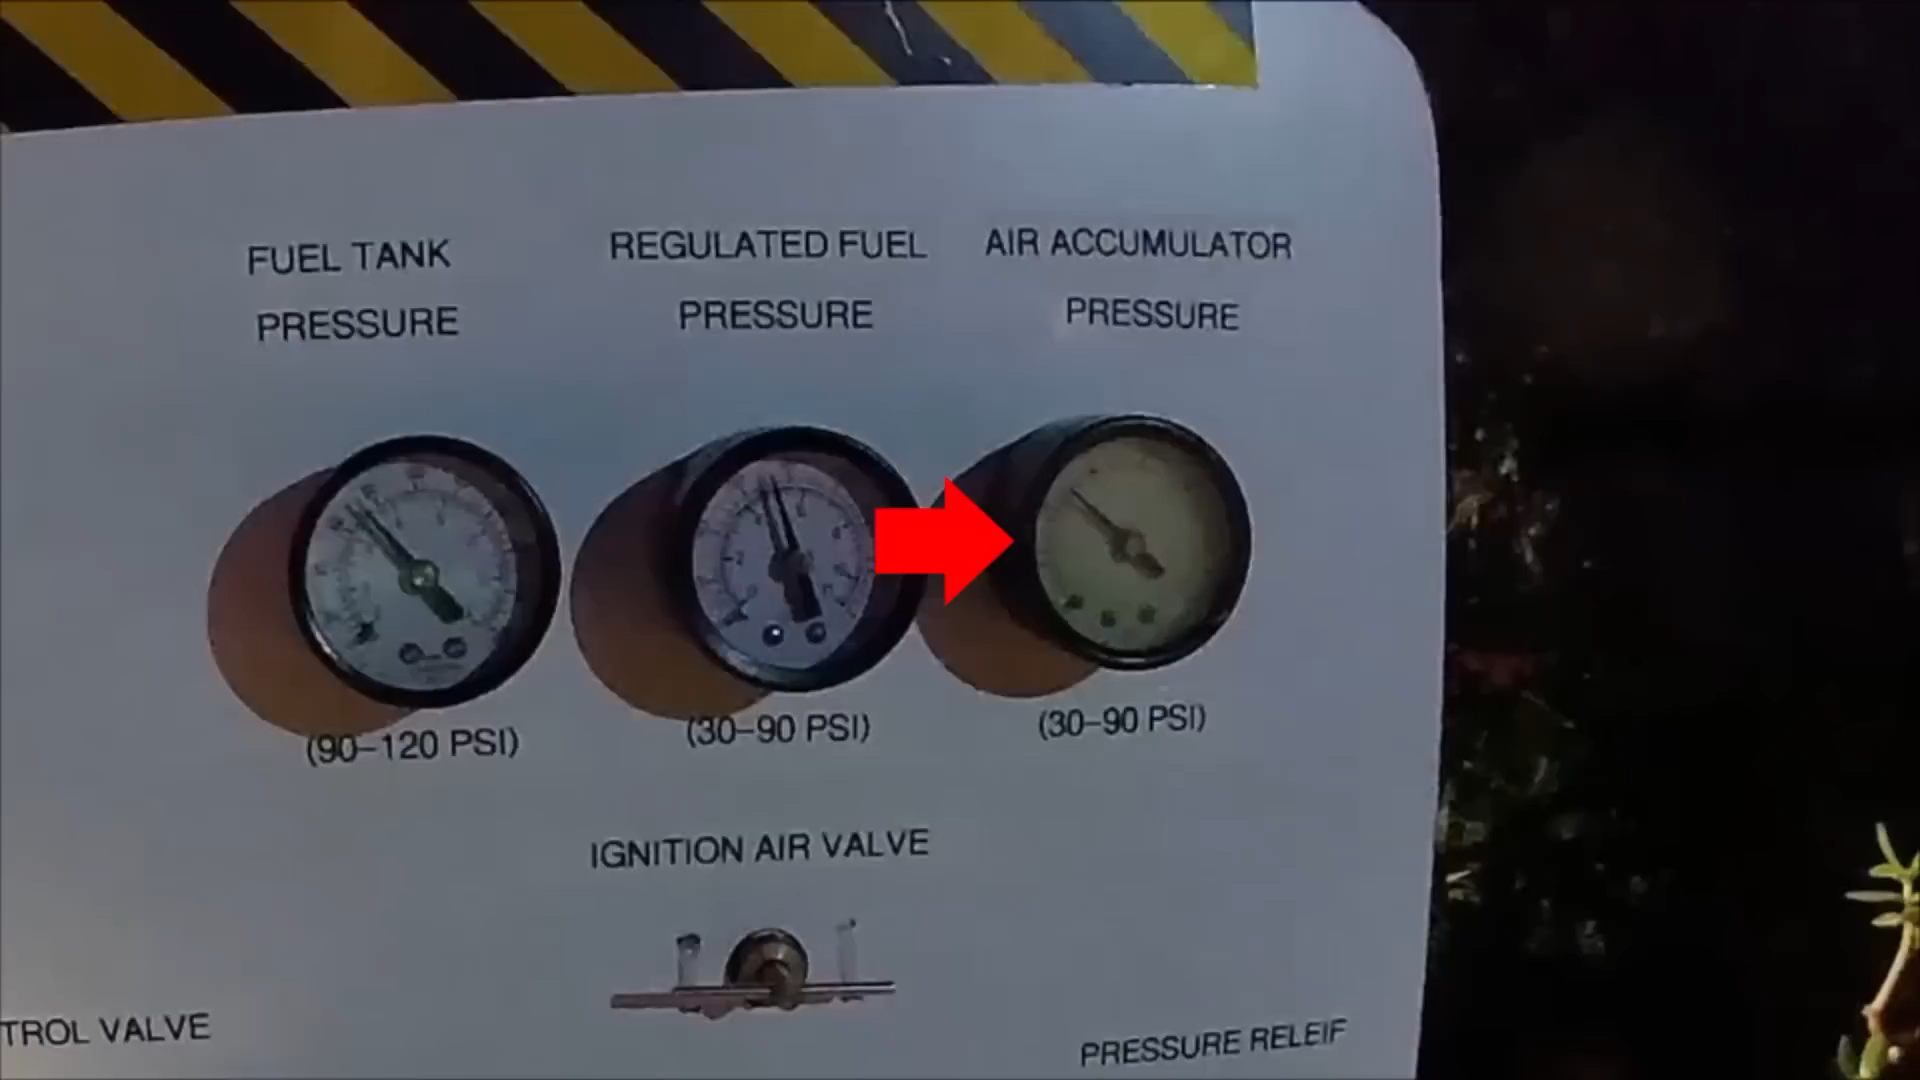 FUEL TANK
PRESSURE
REGULATED FUEL
PRESSURE
AIR ACCUMULATOR
PRESSURE
(90–120 PSI)
(30–90 PSI)
(30–90 PSI)
IGNITION AIR VALVE
TROL VALVE
PRESSURE RELEIF